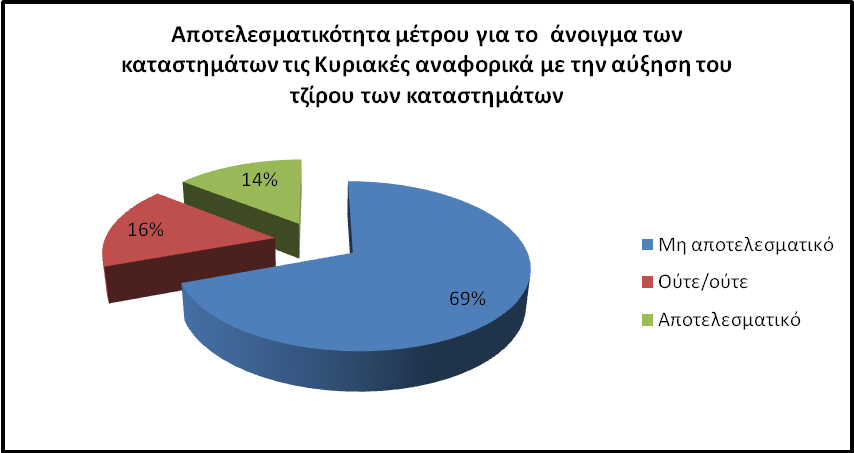 Αποτελεσματικότητα μέτρου για το  άνοιγμα των
καταστημάτων τις Κυριακές αναφορικά με την αύξηση του
τζίρου των καταστημάτων
14%
16%
69%
Μη αποτελεσματικό
Ούτε/ούτε
Αποτελεσματικό